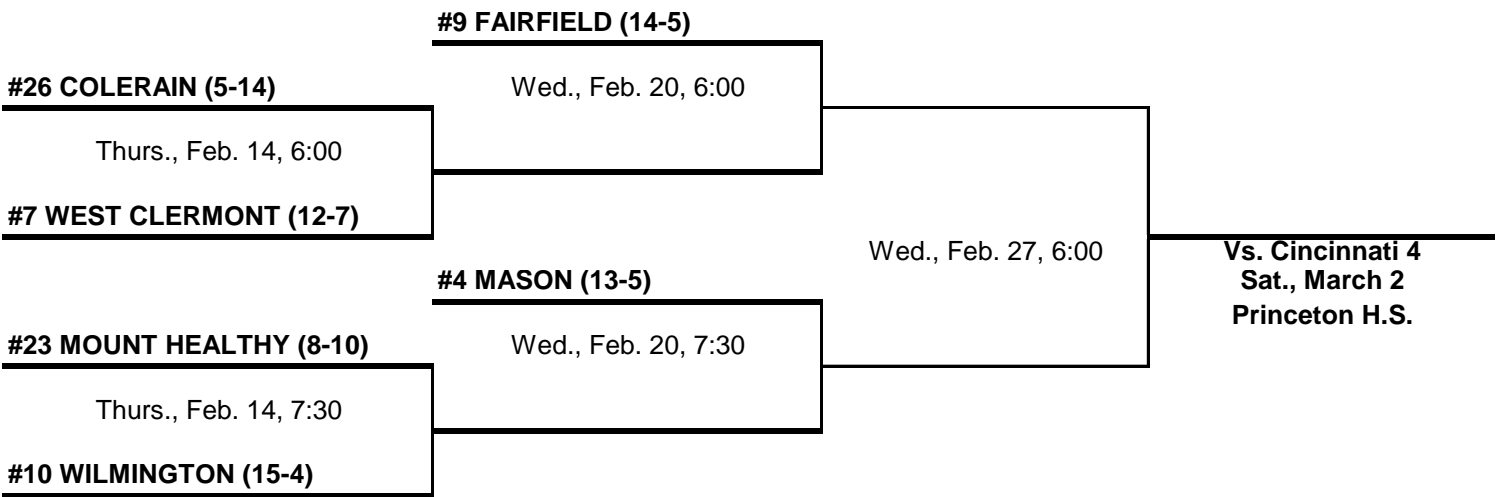 #9 FAIRFIELD (14-5)
#26 COLERAIN (5-14)
Wed., Feb. 20, 6:00
Thurs., Feb. 14, 6:00
#7 WEST CLERMONT (12-7)
Wed., Feb. 27, 6:00
Vs. Cincinnati 4
Sat., March 2
Princeton H.S.
#4 MASON (13-5)
#23 MOUNT HEALTHY (8-10)
Wed., Feb. 20, 7:30
Thurs., Feb. 14, 7:30
#10 WILMINGTON (15-4)